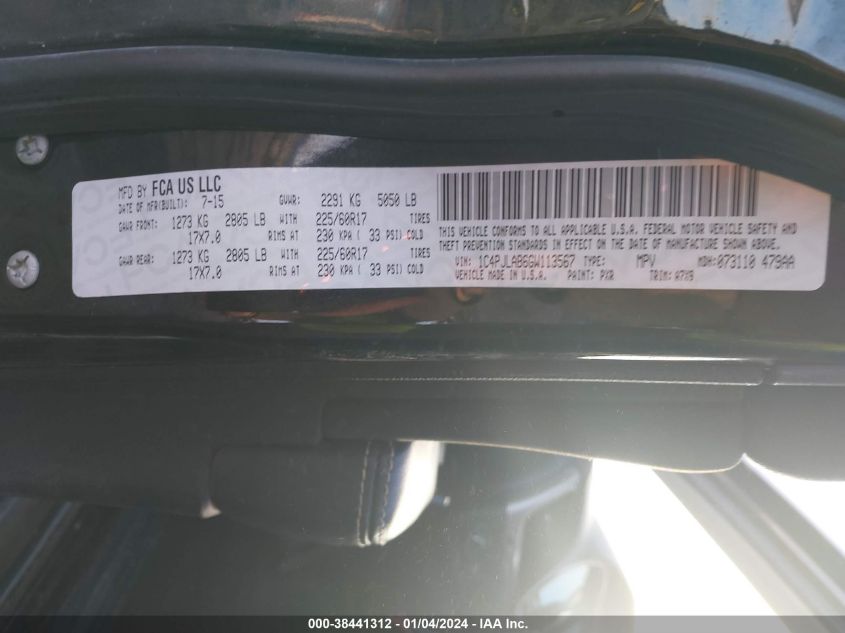 MFD BY FCA US LLC
DATE OF MFR(BUILT): 7-15 GVWR: 2291 KG 5050 LB
GAWR FRONT: 1273 KG 2805 LB WITH 225/60R17 TIRES
17X7.0 RIMS AT 230 KPA ( 33 PSI) COLD
GAWR REAR: 1273 KG 2805 LB WITH 225/60R17 TIRES
17X7.0 RIMS AT 230 KPA ( 33 PSI) COLD
THIS VEHICLE CONFORMS TO ALL APPLICABLE U.S.A. FEDERAL MOTOR VEHICLE SAFETY AND
THEFT PREVENTION STANDARDS IN EFFECT ON THE DATE OF MANUFACTURE SHOWN ABOVE.
VIN: 1C4PJLAB6GW113567 TYPE: MPV MDH: 073110 479AA
VEHICLE MADE IN U.S.A. PAINT: PXR TRIM: A7X9
000-38441312 - 01/04/2024 - IAA Inc.